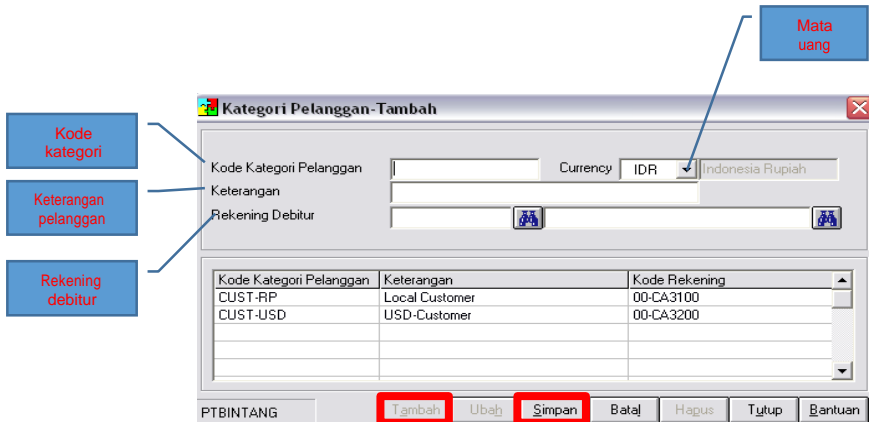 Mata
uang
Kategori Pelanggan-Tambah
Kode
kategori
Kode Kategori Pelanggan Currency IDR Indonesia Rupiah
Keterangan
Keterangan
pelanggan
Rekening Debitur
Rekening
debitur
Kode Kategori Pelanggan Keterangan Kode Rekening
CUST-RP Local Customer 00-CA3100
CUST-USD USD-Customer 00-CA3200
PTBINTANG Tambah Ubah Simpan Batal Hapus Tutup Bantuan